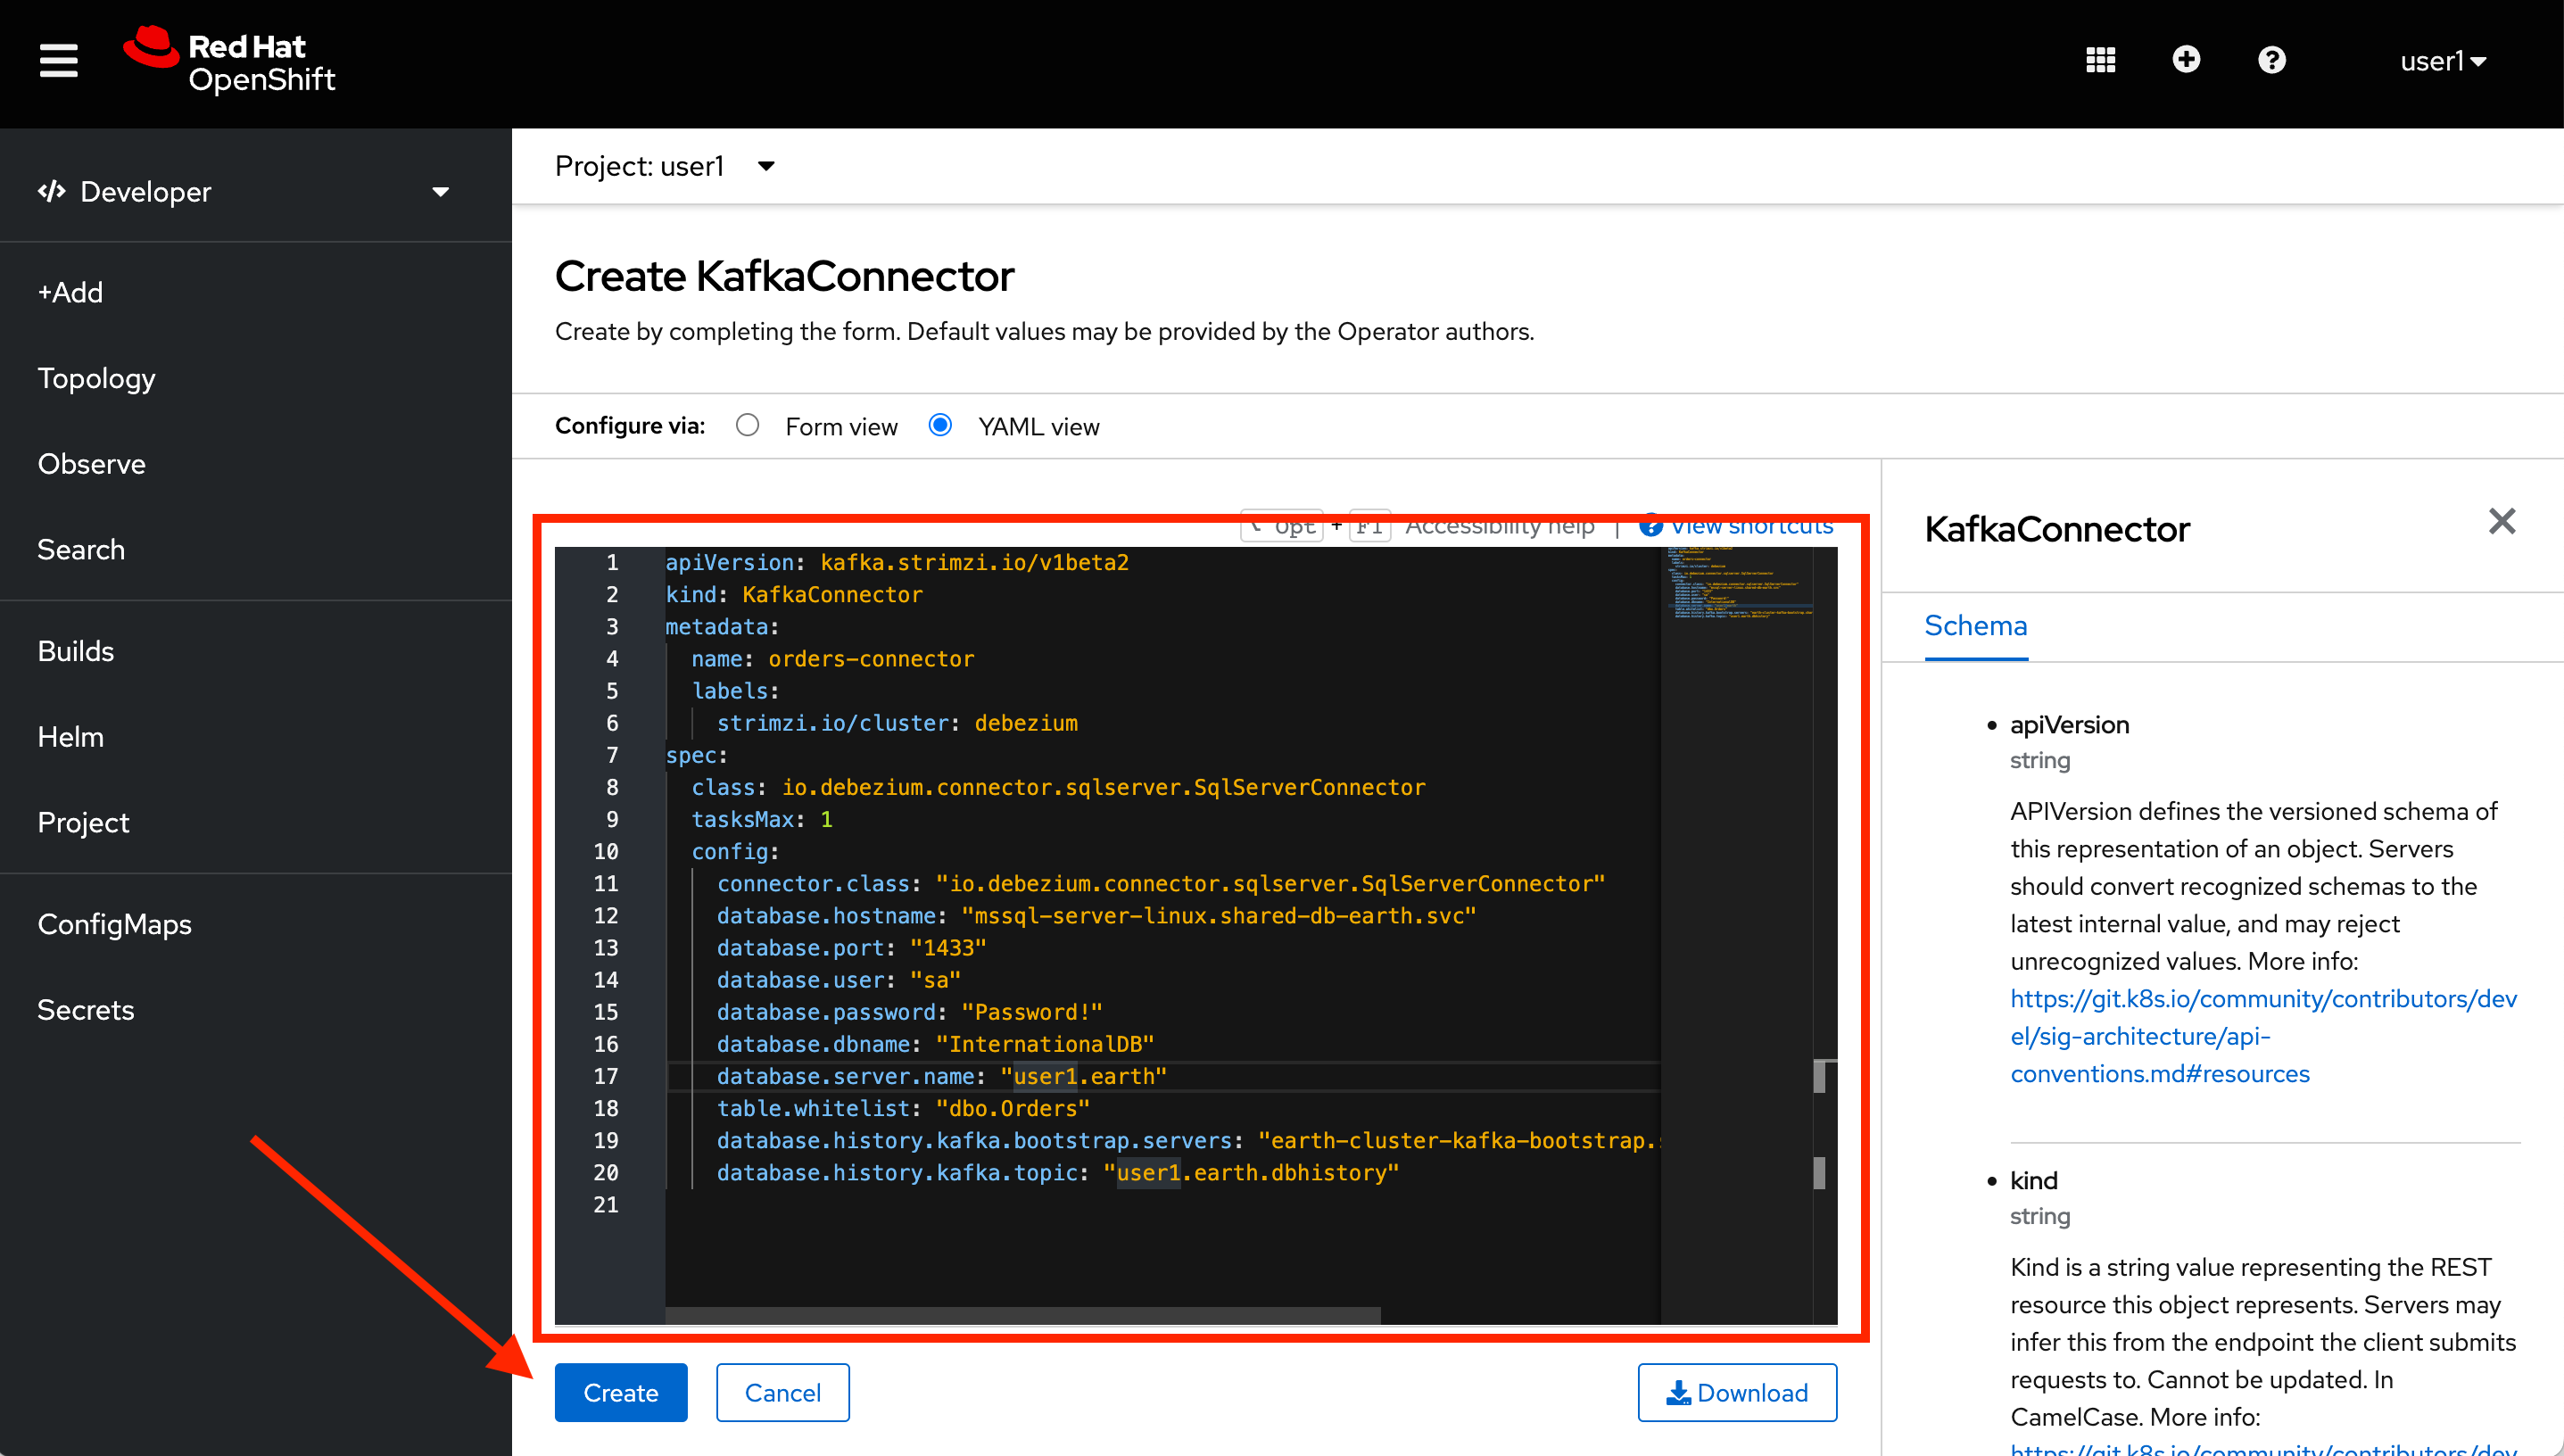 Red Hat
OpenShift
user1
Developer
+Add
Topology
Observe
Search
Builds
Helm
Project
ConfigMaps
Secrets
Project: user1
Create KafkaConnector
Create by completing the form. Default values may be provided by the Operator authors.
Configure via: Form view YAML view
Opt + F1 Accessibility help | View shortcuts
1 apiVersion: kafka.strimzi.io/v1beta2
2 kind: KafkaConnector
3 metadata:
4 name: orders-connector
5 labels:
6 strimzi.io/cluster: debezium
7 spec:
8 class: io.debezium.connector.sqlserver.SqlServerConnector
9 tasksMax: 1
10 config:
11 connector.class: "io.debezium.connector.sqlserver.SqlServerConnector"
12 database.hostname: "mssql-server-linux.shared-db-earth.svc"
13 database.port: "1433"
14 database.user: "sa"
15 database.password: "Password!"
16 database.dbname: "InternationalDB"
17 database.server.name: "user1.earth"
18 table.whitelist: "dbo.Orders"
19 database.history.kafka.bootstrap.servers: "earth-cluster-kafka-bootstrap.
20 database.history.kafka.topic: "user1.earth.dbhistory"
21
Create
Cancel
Download
KafkaConnector
Schema
• apiVersion
string
APIVersion defines the versioned schema of
this representation of an object. Servers
should convert recognized schemas to the
latest internal value, and may reject
unrecognized values. More info:
https://git.k8s.io/community/contributors/dev
el/sig-architecture/api-
conventions.md#resources
• kind
string
Kind is a string value representing the REST
resource this object represents. Servers may
infer this from the endpoint the client submits
requests to. Cannot be updated. In
CamelCase. More info:
https://git.k8s.io/community/contributors/dev